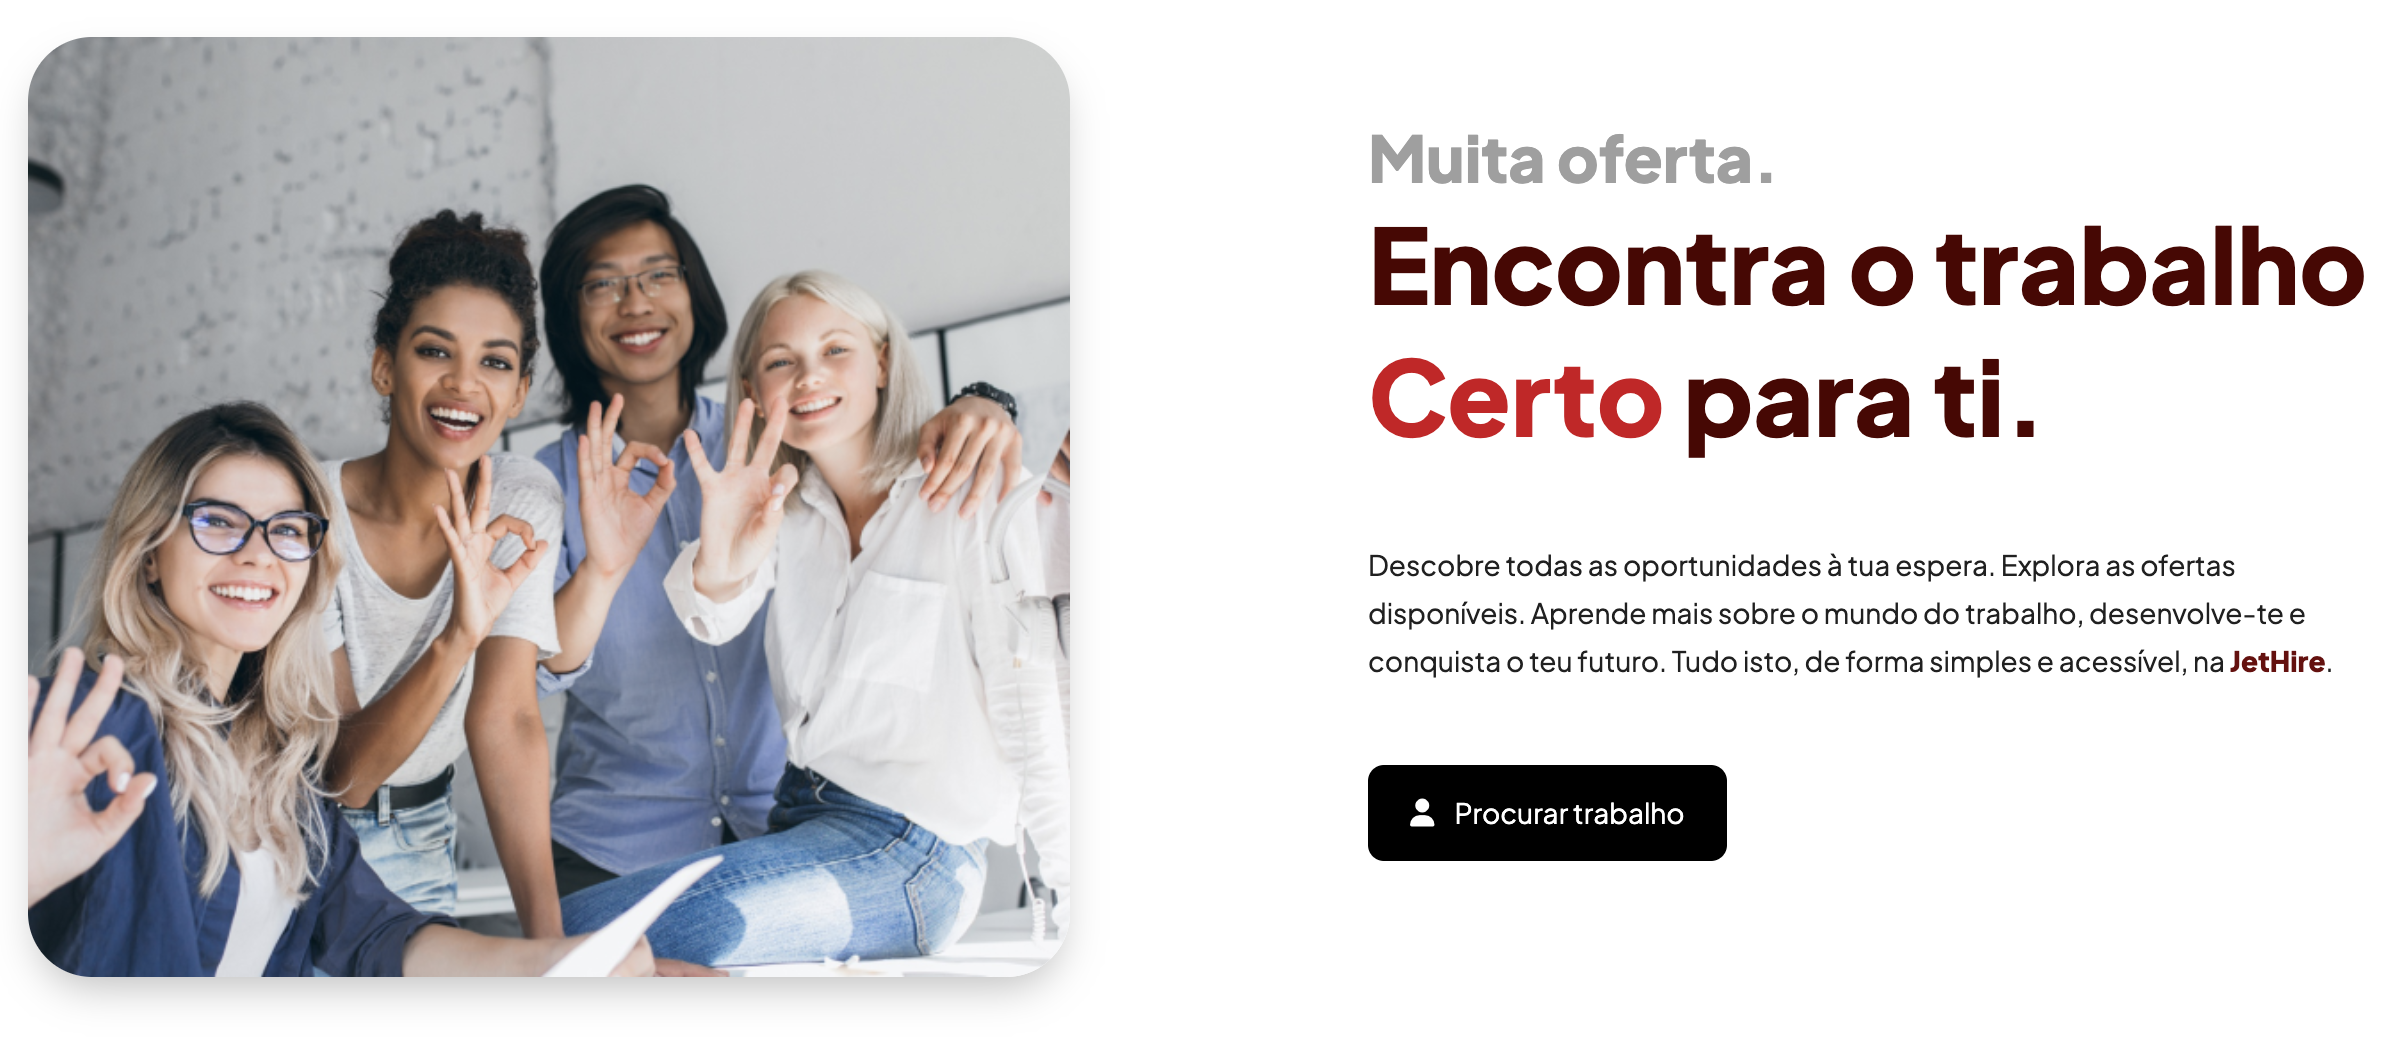 Muita oferta.
Encontra o trabalho
Certo para ti.
Descobre todas as oportunidades à tua espera. Explora as ofertas
disponíveis. Aprende mais sobre o mundo do trabalho, desenvolve-te e
conquista o teu futuro. Tudo isto, de forma simples e acessível, na JetHire.
Procurar trabalho